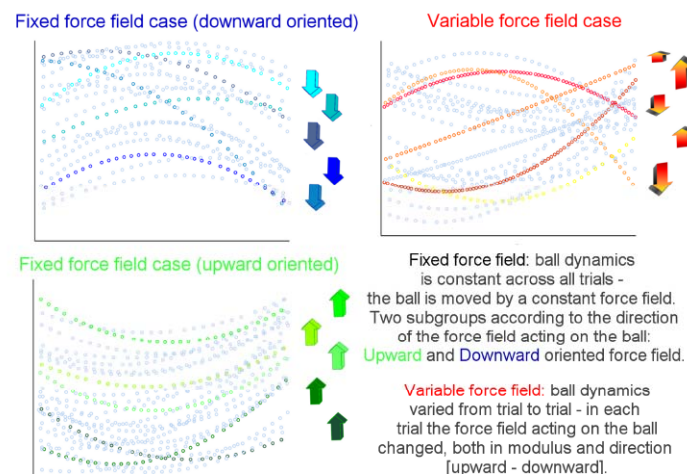 Fixed force field case (downward oriented)
Variable force field case
Fixed force field case (upward oriented)
Fixed force field: ball dynamics
is constant across all trials -
the ball is moved by a constant force field.
Two subgroups according to the direction
of the force field acting on the ball:
Upward and Downward oriented force field.
Variable force field: ball dynamics
varied from trial to trial - in each
trial the force field acting on the ball
changed, both in modulus and direction
[upward - downward].